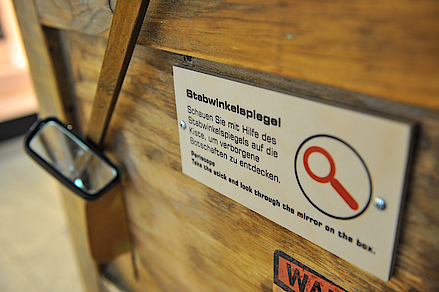 Stabwinkelspiegel
Schauen Sie mit Hilfe des
Stabwinkelspiegels auf die
Kiste, um verborgene
Botschaften zu entdecken.
Periscope
Take the stick and look through the mirror on the box.
WAR